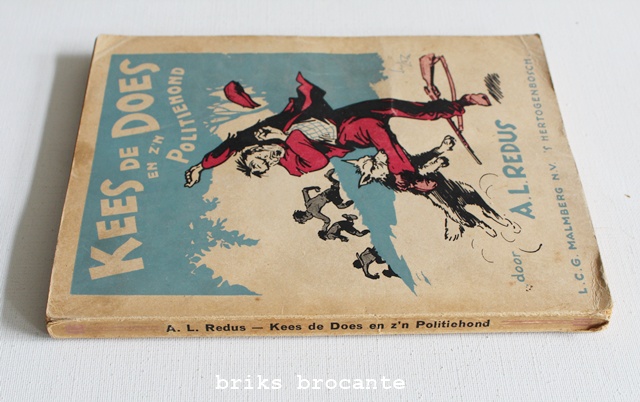 KEES DE DOES
EN Z'N
POLITIEHOND
door A. L. REDUS
L.C.G. MALMBERG N.V. 'S HERTOGENBOSCH
A. L. Redus — Kees de Does en z'n Politiehond
briks brocante